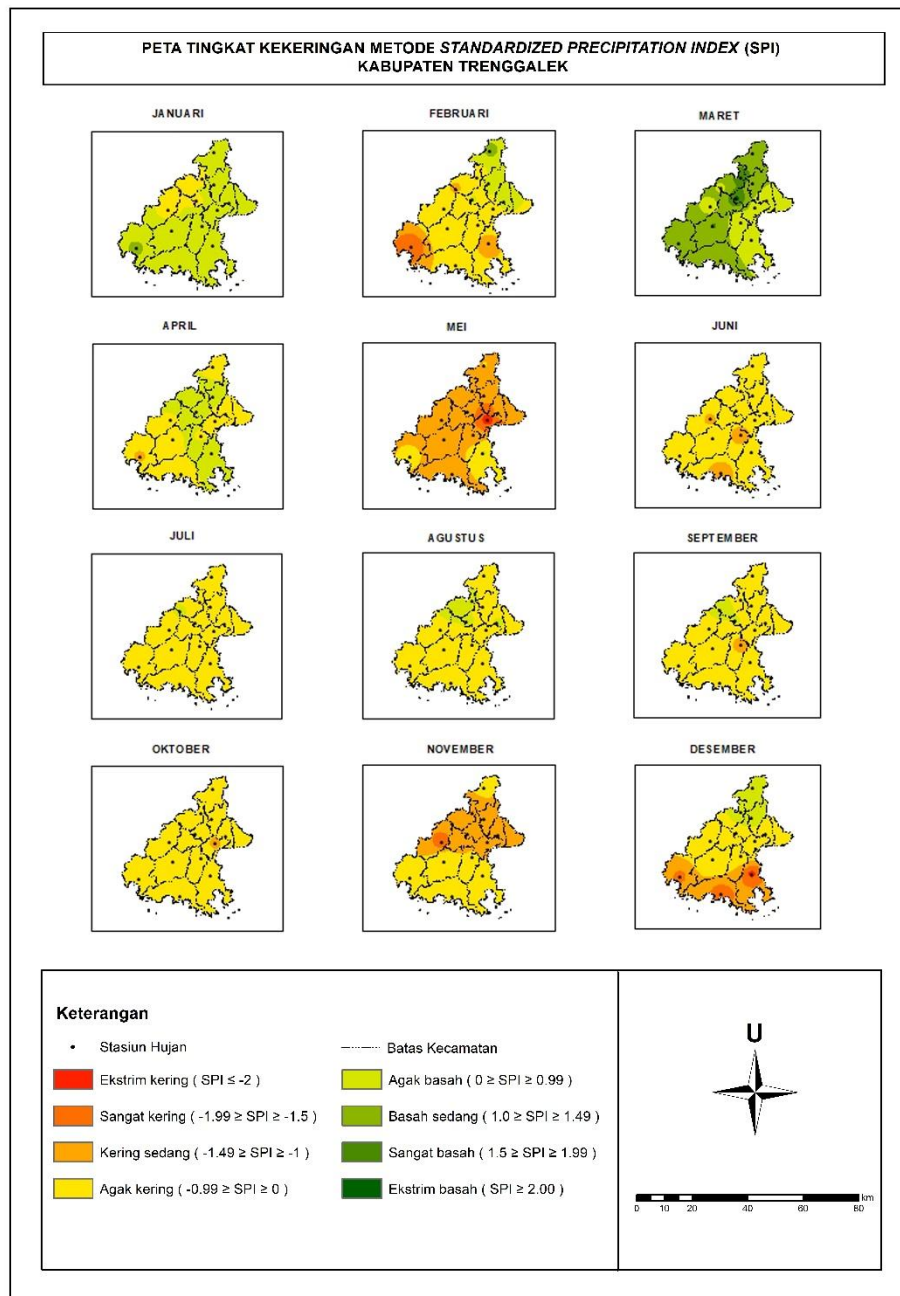 PETA TINGKAT KEKERINGAN METODE STANDARDIZED PRECIPITATION INDEX (SPI)
KABUPATEN TRENGGALEK
JANUARI
FEBRUARI
MARET
APRIL
MEI
JUNI
JULI
AGUSTUS
SEPTEMBER
OKTOBER
NOVEMBER
DESEMBER
Keterangan
Stasiun Hujan
Ekstrim kering ( SPI ≤ -2 )
Sangat kering ( -1.99 ≥ SPI ≥ -1.5 )
Kering sedang ( -1.49 ≥ SPI ≥ -1 )
Agak kering ( -0.99 ≥ SPI ≥ 0 )
Batas Kecamatan
Agak basah ( 0 ≥ SPI ≥ 0.99 )
Basah sedang ( 1.0 ≥ SPI ≥ 1.49 )
Sangat basah ( 1.5 ≥ SPI ≥ 1.99 )
Ekstrim basah ( SPI ≥ 2.00 )
U
km
0 10 20 40 60 80